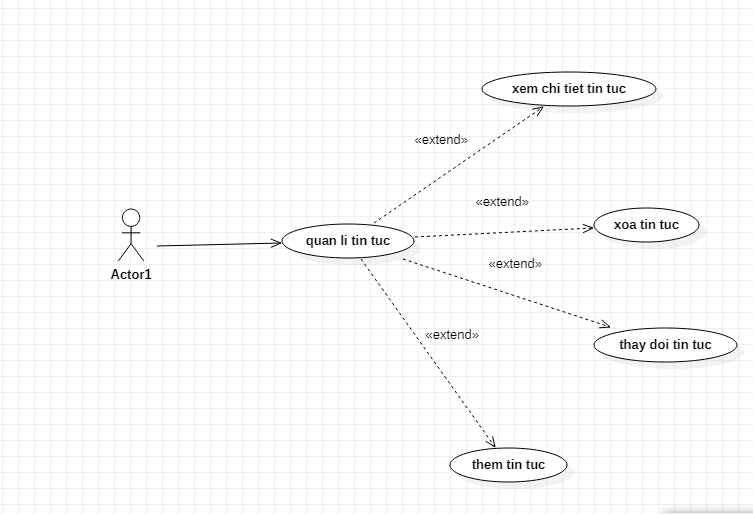 xem chi tiet tin tuc
«extend»
«extend»
xoa tin tuc
quan li tin tuc
«extend»
Actor1
«extend»
thay doi tin tuc
them tin tuc